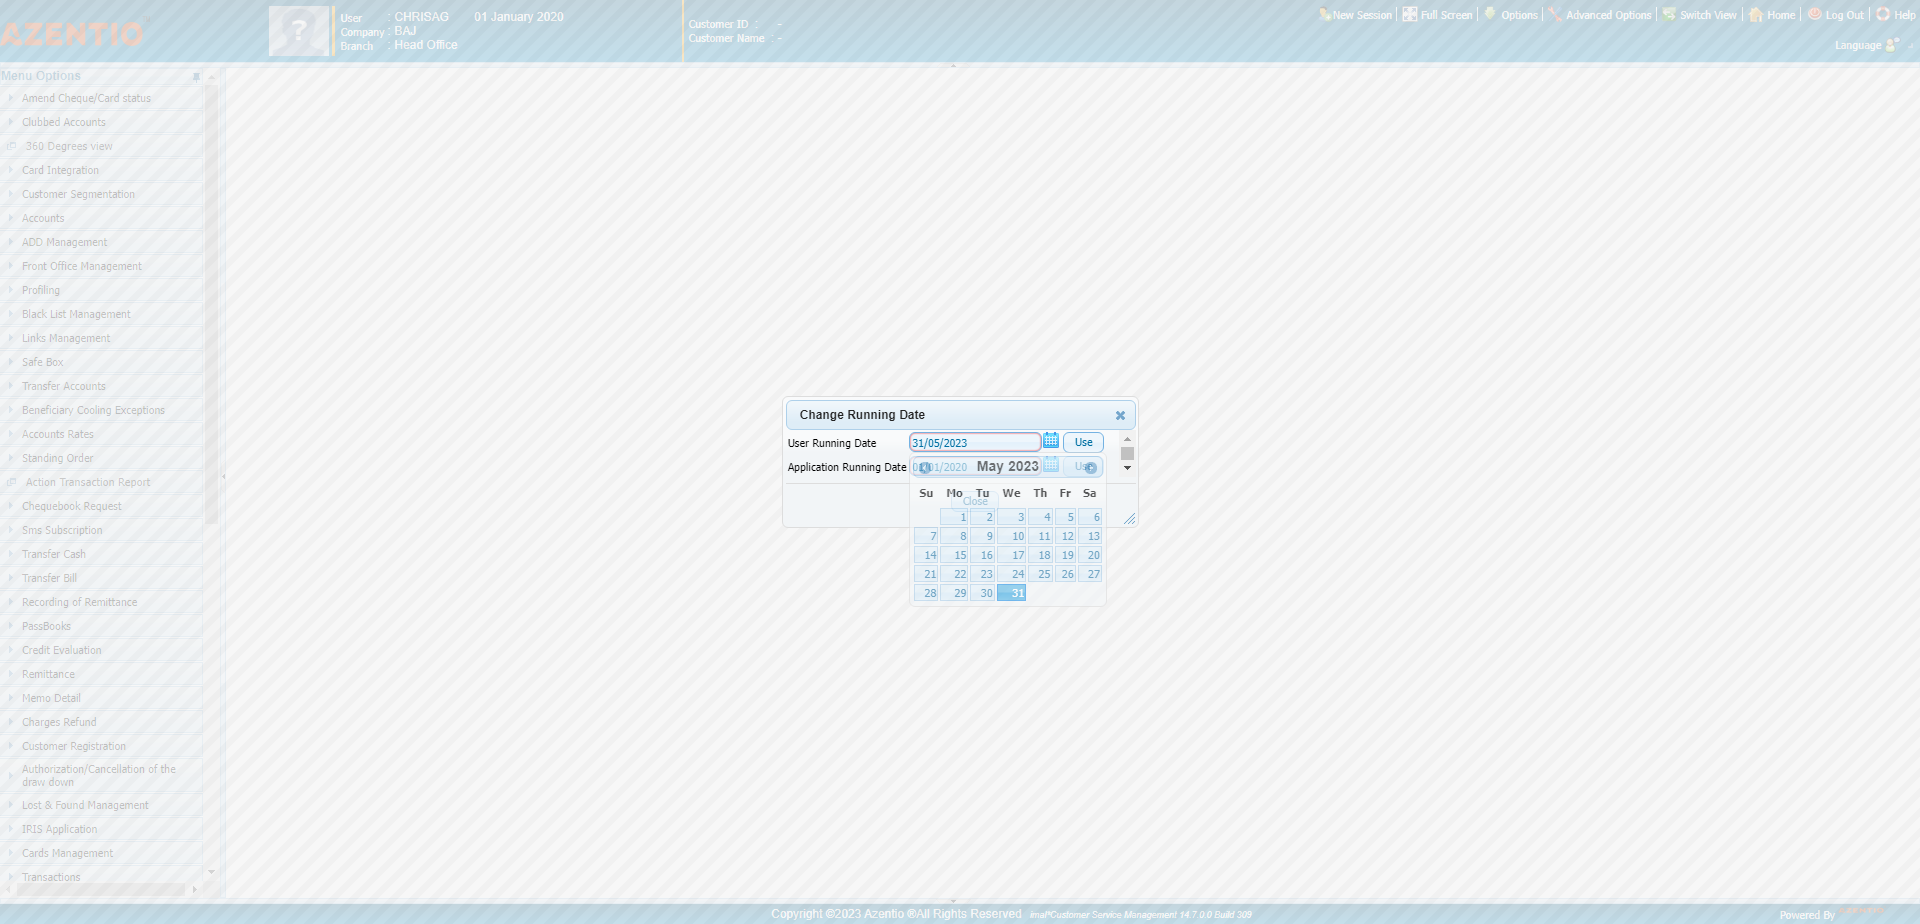 AZENTIO
User : CHRISAG 01 January 2020
Company : BAJ
Branch : Head Office
Customer ID : -
Customer Name : -
New Session
Full Screen
Options
Advanced Options
Switch View
Home
Log Out
Help
Language
Menu Options
Amend Cheque/Card status
Clubbed Accounts
360 Degrees view
Card Integration
Customer Segmentation
Accounts
ADD Management
Front Office Management
Profiling
Black List Management
Links Management
Safe Box
Transfer Accounts
Beneficiary Cooling Exceptions
Accounts Rates
Standing Order
Action Transaction Report
Chequebook Request
Sms Subscription
Transfer Cash
Transfer Bill
Recording of Remittance
PassBooks
Credit Evaluation
Remittance
Memo Detail
Charges Refund
Customer Registration
Authorization/Cancellation of the
draw down
Lost & Found Management
IRIS Application
Cards Management
Transactions
Change Running Date
User Running Date 31/05/2023 Use
Application Running Date 01/01/2020 Use
May 2023
Su Mo Tu We Th Fr Sa
Close
1 2 3 4 5 6
7 8 9 10 11 12 13
14 15 16 17 18 19 20
21 22 23 24 25 26 27
28 29 30 31
Copyright ©2023 Azentio ®All Rights Reserved imal*Customer Service Management 14.7.0.0 Build 309
Powered By